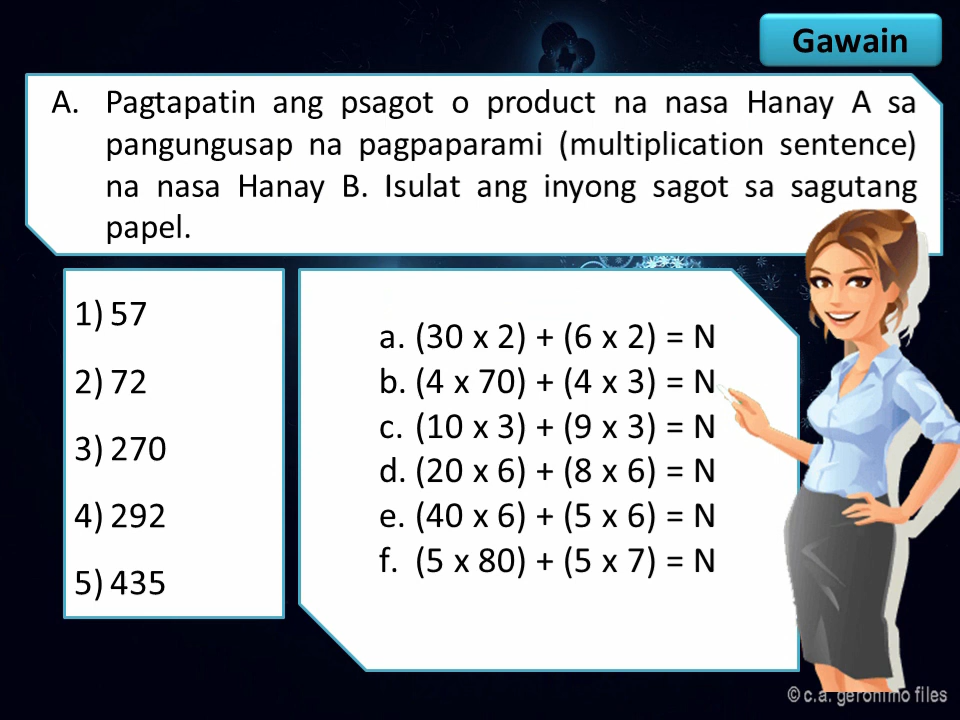 Gawain
A. Pagtapatin ang psagot o product na nasa Hanay A sa
pangungusap na pagpaparami (multiplication sentence)
na nasa Hanay B. Isulat ang inyong sagot sa sagutang
papel.
1) 57
2) 72
3) 270
4) 292
5) 435
a. (30 x 2) + (6 x 2) = N
b. (4 x 70) + (4 x 3) = N
c. (10 x 3) + (9 x 3) = N
d. (20 x 6) + (8 x 6) = N
e. (40 x 6) + (5 x 6) = N
f. (5 x 80) + (5 x 7) = N
© c.a. geronimo files